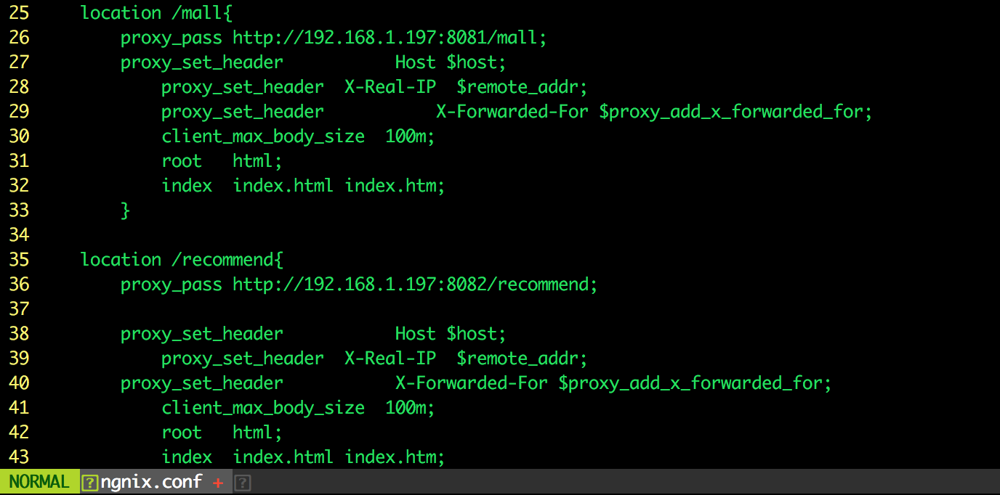 25 location /mall{
26 proxy_pass http://192.168.1.197:8081/mall;
27 proxy_set_header Host $host;
28 proxy_set_header X-Real-IP $remote_addr;
29 proxy_set_header X-Forwarded-For $proxy_add_x_forwarded_for;
30 client_max_body_size 100m;
31 root html;
32 index index.html index.htm;
33 }
34
35 location /recommend{
36 proxy_pass http://192.168.1.197:8082/recommend;
37
38 proxy_set_header Host $host;
39 proxy_set_header X-Real-IP $remote_addr;
40 proxy_set_header X-Forwarded-For $proxy_add_x_forwarded_for;
41 client_max_body_size 100m;
42 root html;
43 index index.html index.htm;
NORMAL ? ngnix.conf + ?